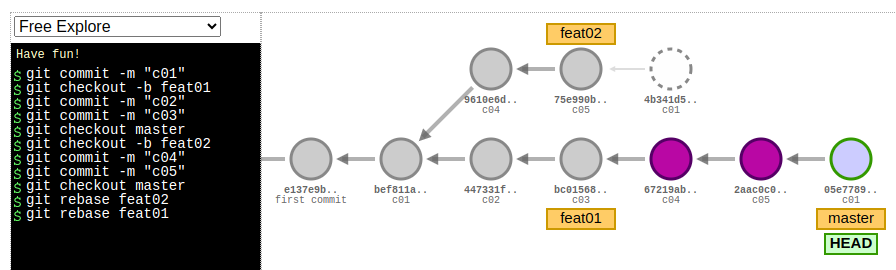 Free Explore
Have fun!
$ git commit -m "c01"
$ git checkout -b feat01
$ git commit -m "c02"
$ git commit -m "c03"
$ git checkout master
$ git checkout -b feat02
$ git commit -m "c04"
$ git commit -m "c05"
$ git checkout master
$ git rebase feat02
$ git rebase feat01
feat02
9610e6d.. 75e990b.. 4b341d5..
c04 c05 c01
e137e9b.. bef811a.. 447331f.. bc01568.. 67219ab.. 2aac0c0.. 05e7789..
first commit c01 c02 c03 c04 c05 c01
feat01 master
HEAD